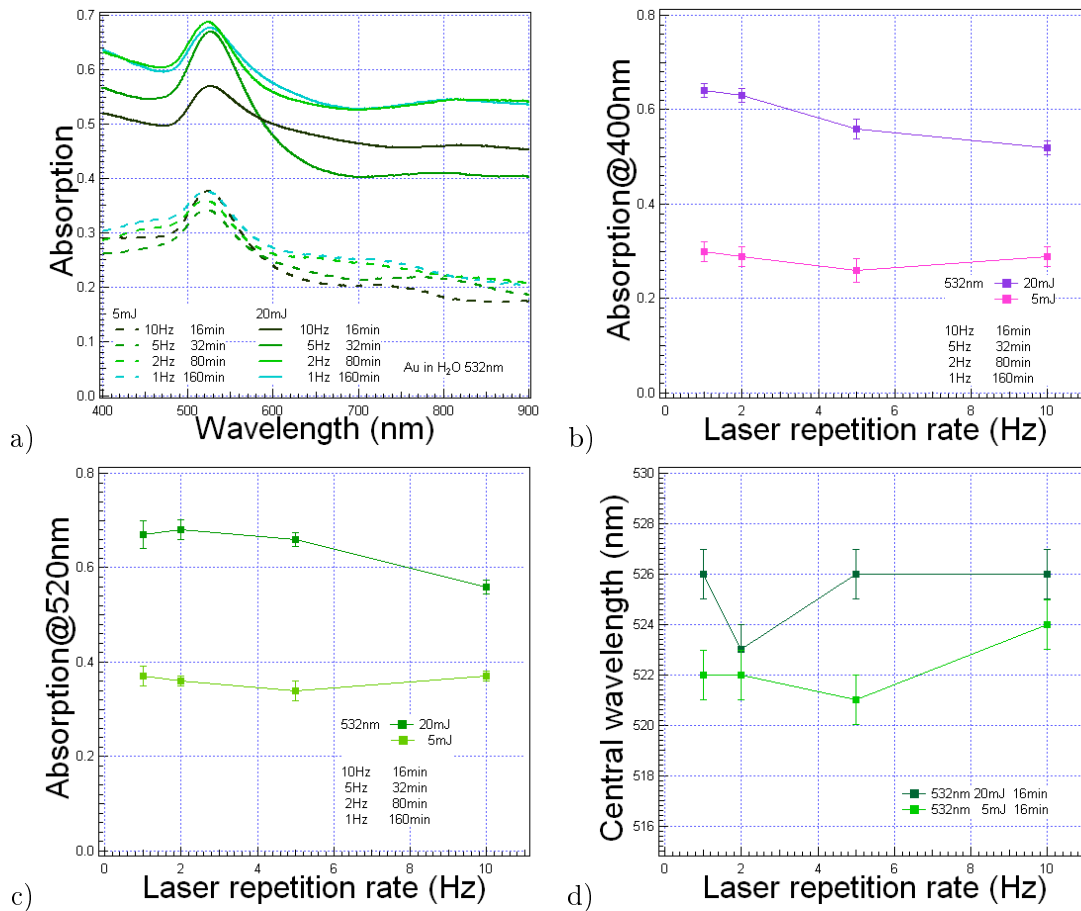 a)
Absorption
0.7
0.6
0.5
0.4
0.3
0.2
0.1
0.0
5mJ 20mJ
10Hz 16min 10Hz 16min
5Hz 32min 5Hz 32min
2Hz 80min 2Hz 80min
1Hz 160min 1Hz 160min
Au in H2O 532nm
400 500 600 700 800 900
Wavelength (nm)
b)
Absorption@400nm
0.8
0.6
0.4
0.2
0.0
532nm 20mJ
5mJ
10Hz 16min
5Hz 32min
2Hz 80min
1Hz 160min
0 2 4 6 8 10
Laser repetition rate (Hz)
c)
Absorption@520nm
0.8
0.6
0.4
0.2
0.0
532nm 20mJ
5mJ
10Hz 16min
5Hz 32min
2Hz 80min
1Hz 160min
0 2 4 6 8 10
Laser repetition rate (Hz)
d)
Central wavelength (nm)
530
528
526
524
522
520
518
516
532nm 20mJ 16min
532nm 5mJ 16min
0 2 4 6 8 10
Laser repetition rate (Hz)